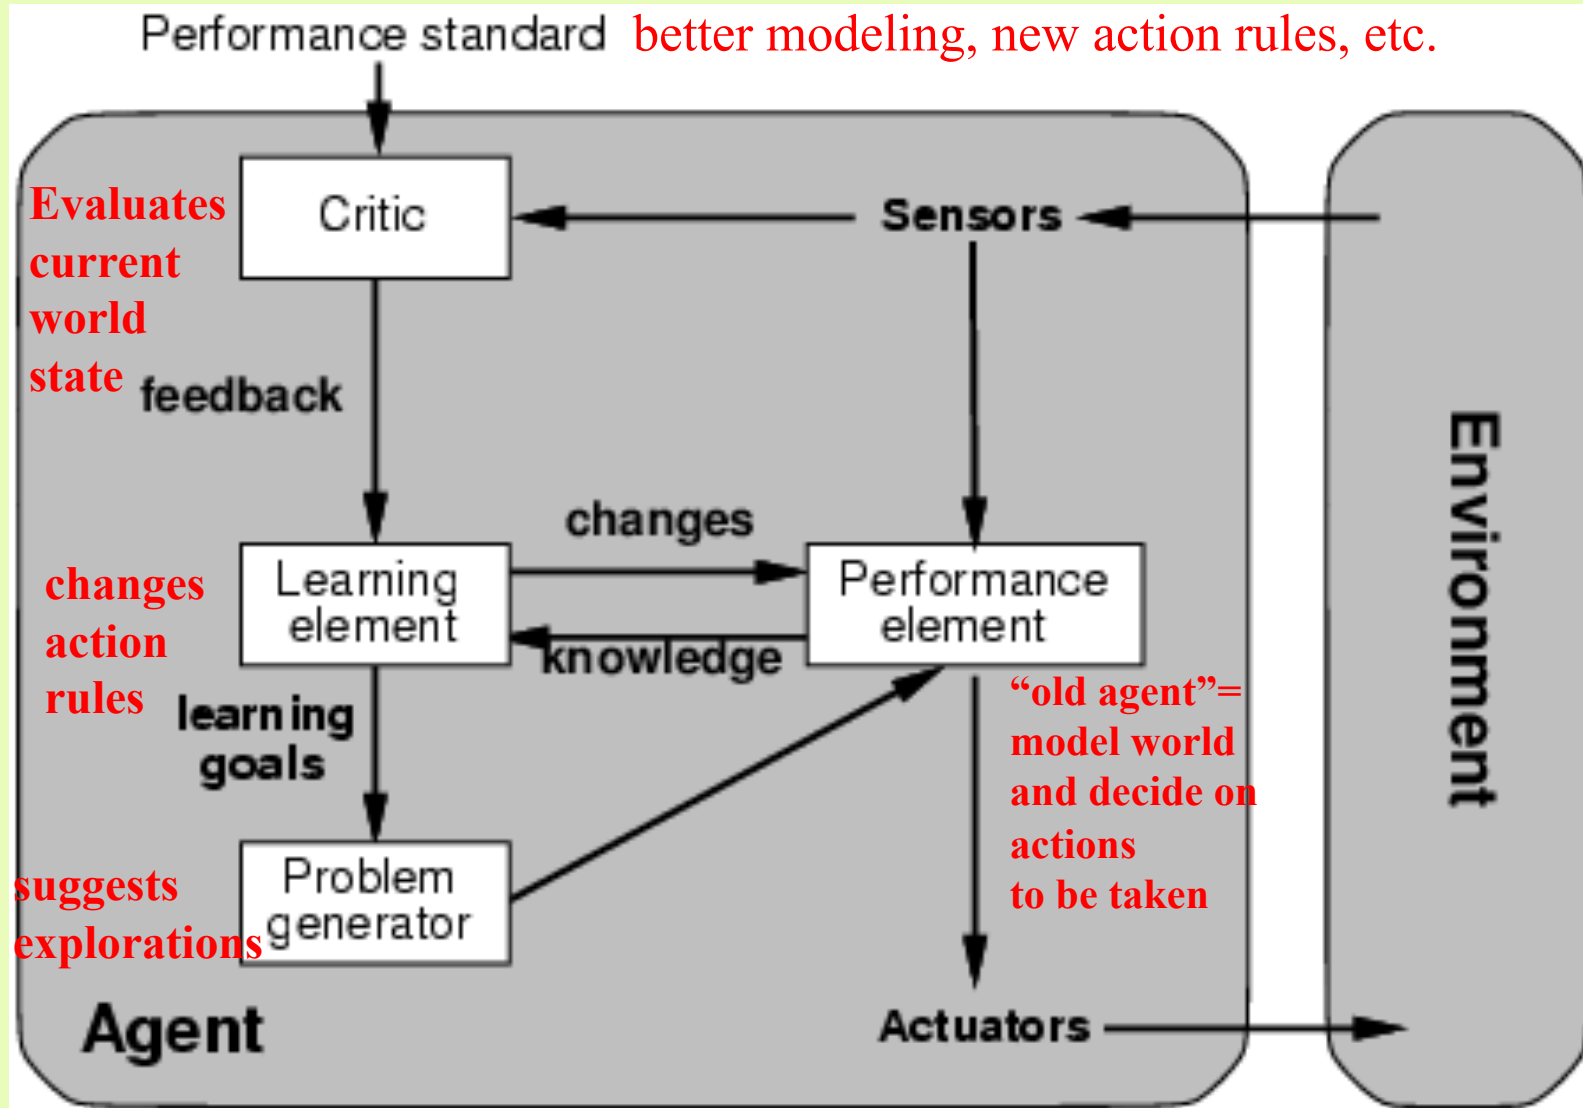 Performance standard better modeling, new action rules, etc.
Critic
Sensors
Evaluates
current
world
state
feedback
changes
Learning
element
Performance
element
knowledge
changes
action
rules
learning
goals
“old agent”=
model world
and decide on
actions
to be taken
Problem
generator
suggests
explorations
Agent
Actuators
Environment